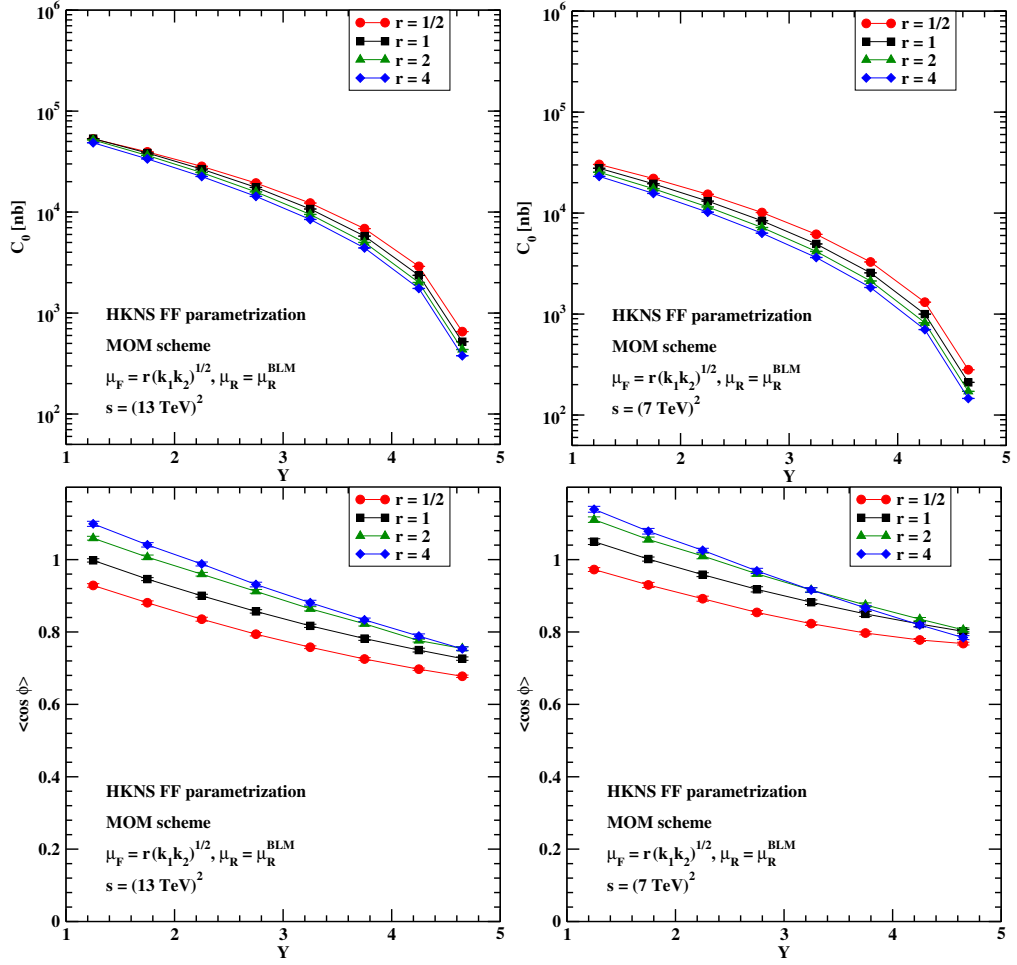 r = 1/2
r = 1
r = 2
r = 4
10^6
10^5
10^4
10^3
10^2
C_0 [nb]
HKNS FF parametrization
MOM scheme
μ_F = r (k_1k_2)^{1/2}, μ_R = μ_R^{BLM}
s = (13 TeV)^2
1 2 3 4 5
Y
r = 1/2
r = 1
r = 2
r = 4
10^6
10^5
10^4
10^3
10^2
C_0 [nb]
HKNS FF parametrization
MOM scheme
μ_F = r (k_1k_2)^{1/2}, μ_R = μ_R^{BLM}
s = (7 TeV)^2
1 2 3 4 5
Y
r = 1/2
r = 1
r = 2
r = 4
1
0.8
0.6
0.4
0.2
0
<cos ϕ>
HKNS FF parametrization
MOM scheme
μ_F = r (k_1k_2)^{1/2}, μ_R = μ_R^{BLM}
s = (13 TeV)^2
1 2 3 4 5
Y
r = 1/2
r = 1
r = 2
r = 4
1
0.8
0.6
0.4
0.2
0
<cos ϕ>
HKNS FF parametrization
MOM scheme
μ_F = r (k_1k_2)^{1/2}, μ_R = μ_R^{BLM}
s = (7 TeV)^2
1 2 3 4 5
Y